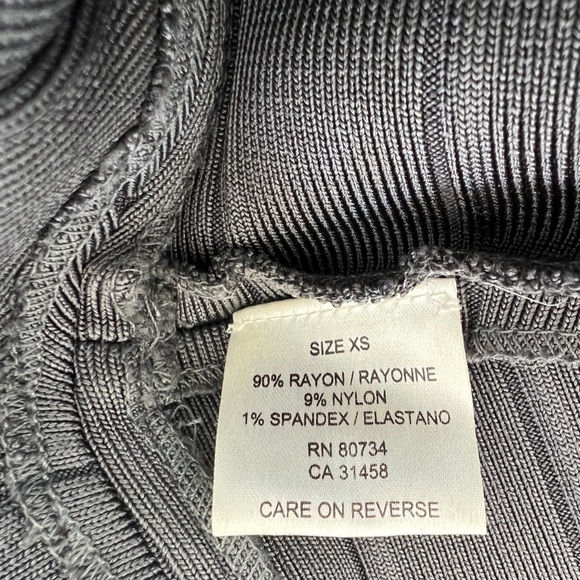 SIZE XS
90% RAYON / RAYONNE
9% NYLON
1% SPANDEX / ELASTANO
RN 80734
CA 31458
CARE ON REVERSE